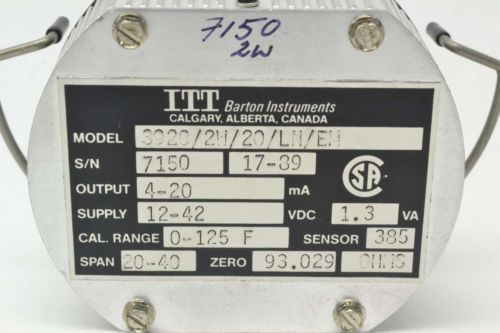 7150
2W
ITT Barton Instruments
CALGARY, ALBERTA, CANADA
MODEL 3920/2W/20/LN/EN
S/N 7150 17-89
CSA
OUTPUT 4-20 mA
SUPPLY 12-42 VDC 1.3 VA
CAL. RANGE 0-125 F SENSOR 385
SPAN 20-40 ZERO 93.029 OHMS